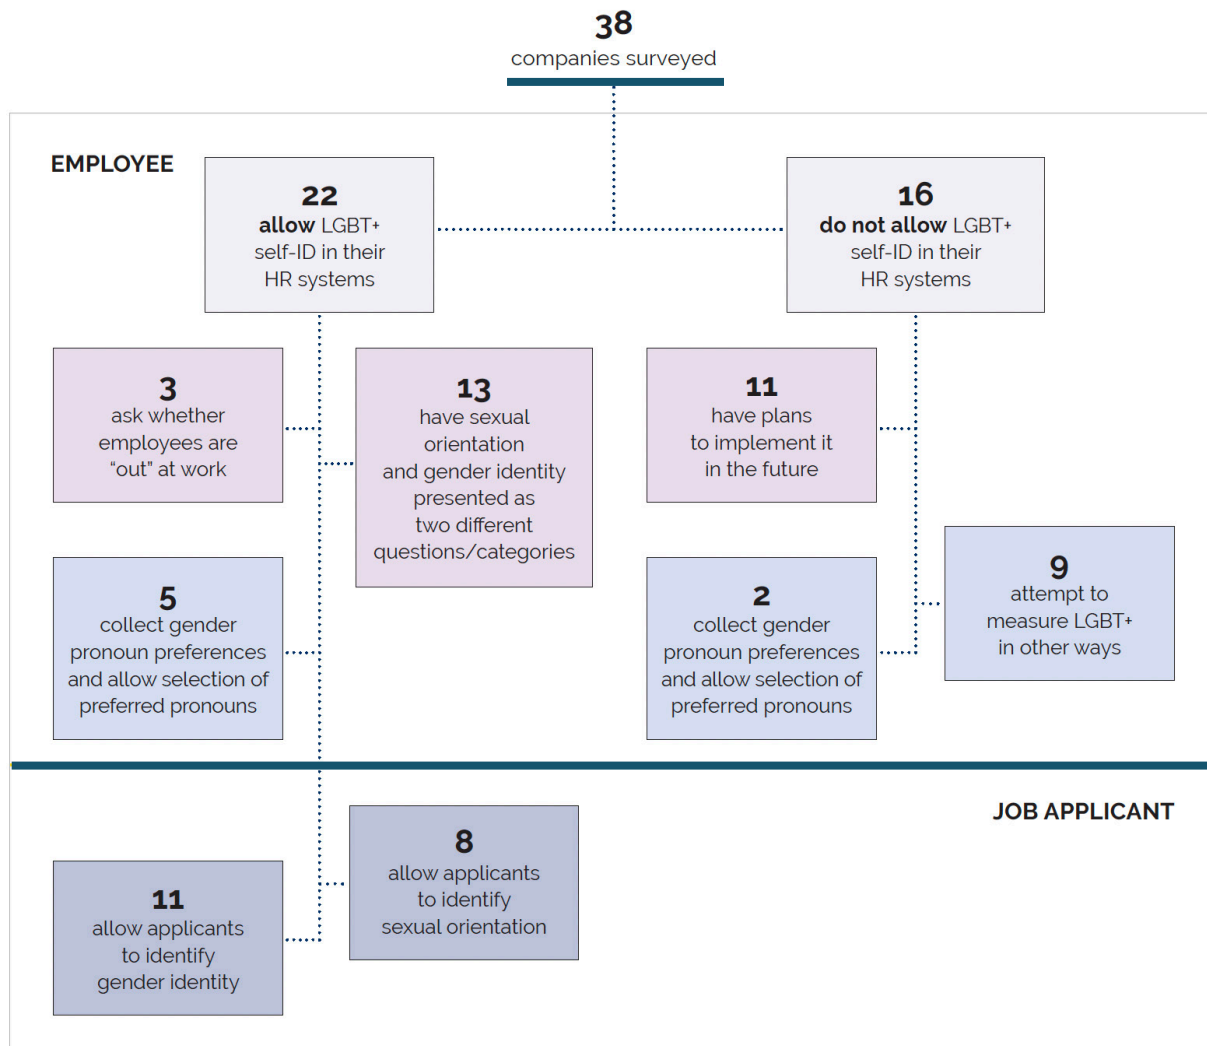 38
companies surveyed
EMPLOYEE
22
allow LGBT+
self-ID in their
HR systems
16
do not allow LGBT+
self-ID in their
HR systems
3
ask whether
employees are
“out” at work
13
have sexual
orientation
and gender identity
presented as
two different
questions/categories
11
have plans
to implement it
in the future
5
collect gender
pronoun preferences
and allow selection of
preferred pronouns
2
collect gender
pronoun preferences
and allow selection of
preferred pronouns
9
attempt to
measure LGBT+
in other ways
JOB APPLICANT
11
allow applicants
to identify
gender identity
8
allow applicants
to identify
sexual orientation